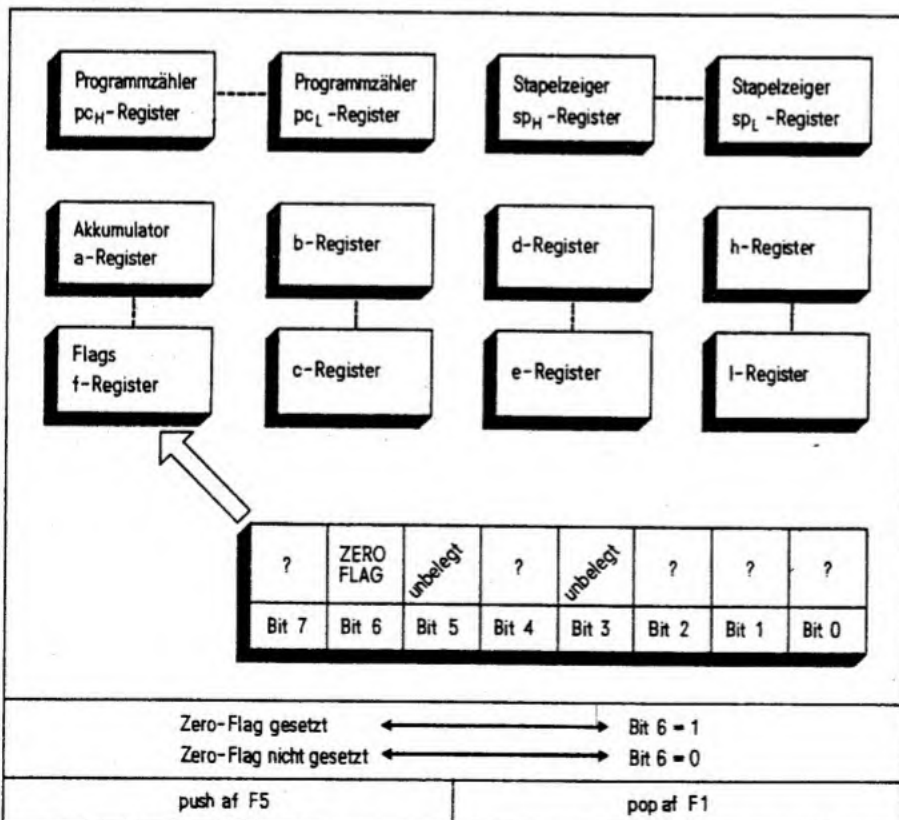 Programmzähler
pcH-Register
Programmzähler
pcL-Register
Stapelzeiger
spH-Register
Stapelzeiger
spL-Register
Akkumulator
a-Register
b-Register
d-Register
h-Register
Flags
f-Register
c-Register
e-Register
l-Register
? ZERO FLAG unbelegt ? unbelegt ? ? ?
Bit 7 Bit 6 Bit 5 Bit 4 Bit 3 Bit 2 Bit 1 Bit 0
Zero-Flag gesetzt Bit 6 = 1
Zero-Flag nicht gesetzt Bit 6 = 0
push af F5 pop af F1